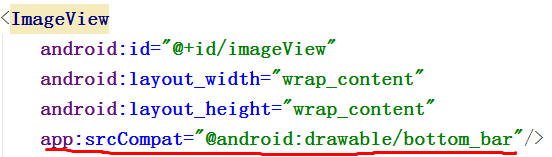 <ImageView
android:id="@+id/imageView"
android:layout_width="wrap_content"
android:layout_height="wrap_content"
app:srcCompat="@android:drawable/bottom_bar"/>